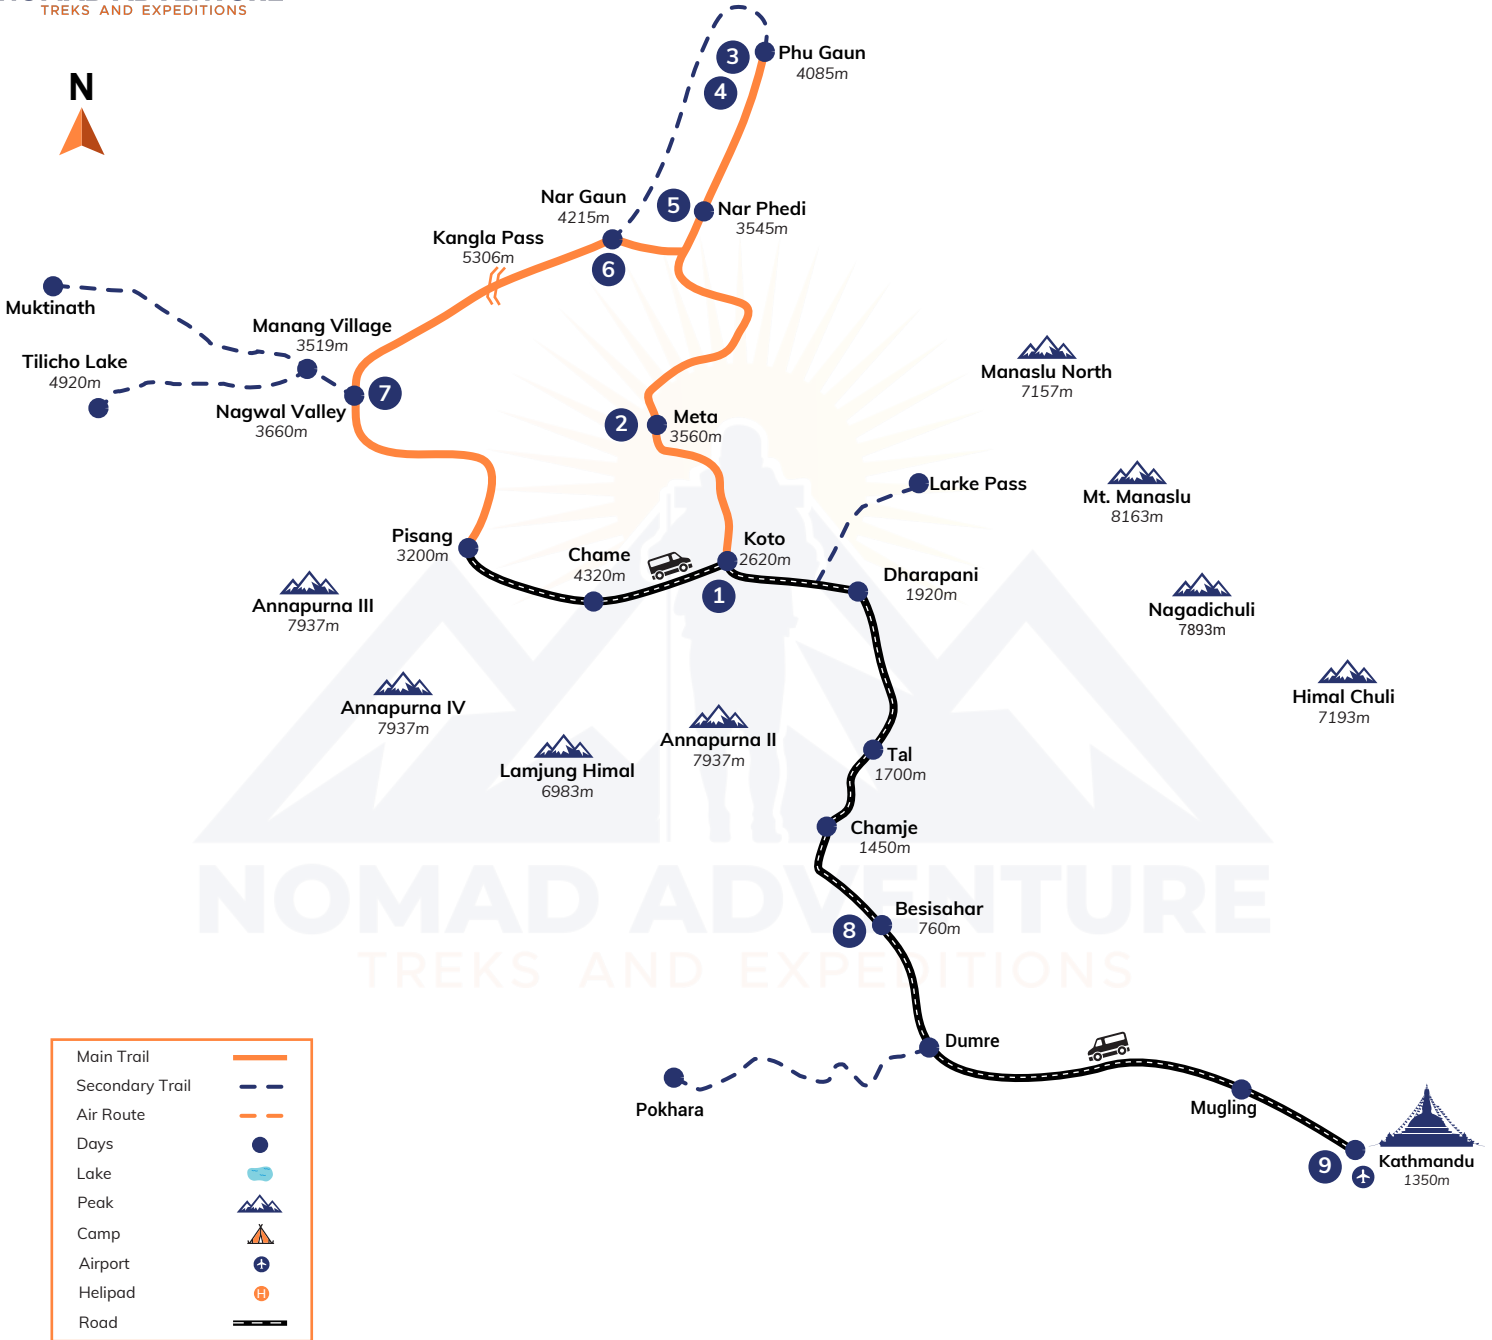 TREKS AND EXPEDITIONS
N
3
Phu Gaun
4085m
4
Nar Gaun
4215m
5
Nar Phedi
3545m
Kangla Pass
5306m
6
Muktinath
Manang Village
3519m
Tilicho Lake
4920m
7
Nagwal Valley
3660m
Manaslu North
7157m
2
Meta
3560m
Larke Pass
Mt. Manaslu
8163m
Pisang
3200m
Chame
4320m
Koto
2620m
1
Dharapani
1920m
Annapurna III
7937m
Nagadichuli
7893m
Annapurna IV
7937m
Himal Chuli
7193m
Annapurna II
7937m
Lamjung Himal
6983m
Tal
1700m
Chamje
1450m
NOMAD ADVENTURE
TREKS AND EXPEDITIONS
Besisahar
760m
8
Dumre
Pokhara
Mugling
9
Kathmandu
1350m
Main Trail
Secondary Trail
Air Route
Days
Lake
Peak
Camp
Airport
Helipad
H
Road